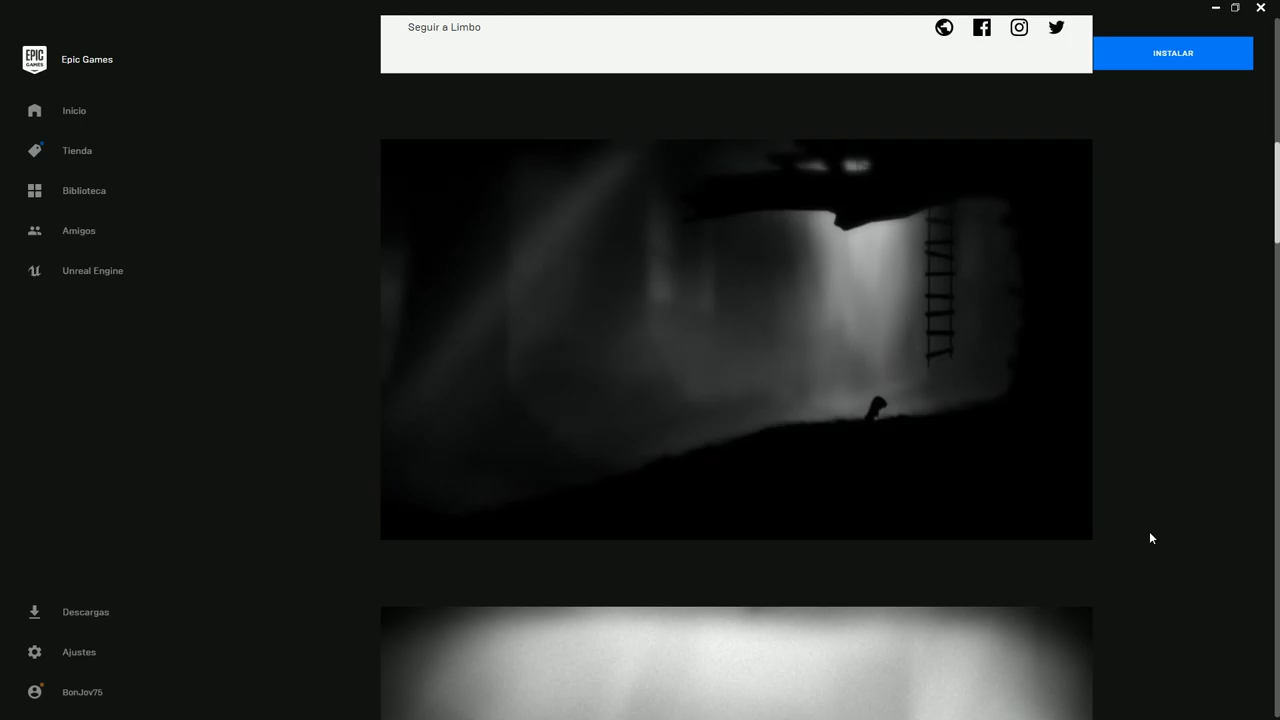 Seguir a Limbo
INSTALAR
EPIC
GAMES
Epic Games
Inicio
Tienda
Biblioteca
Amigos
Unreal Engine
Descargas
Ajustes
BonJov75